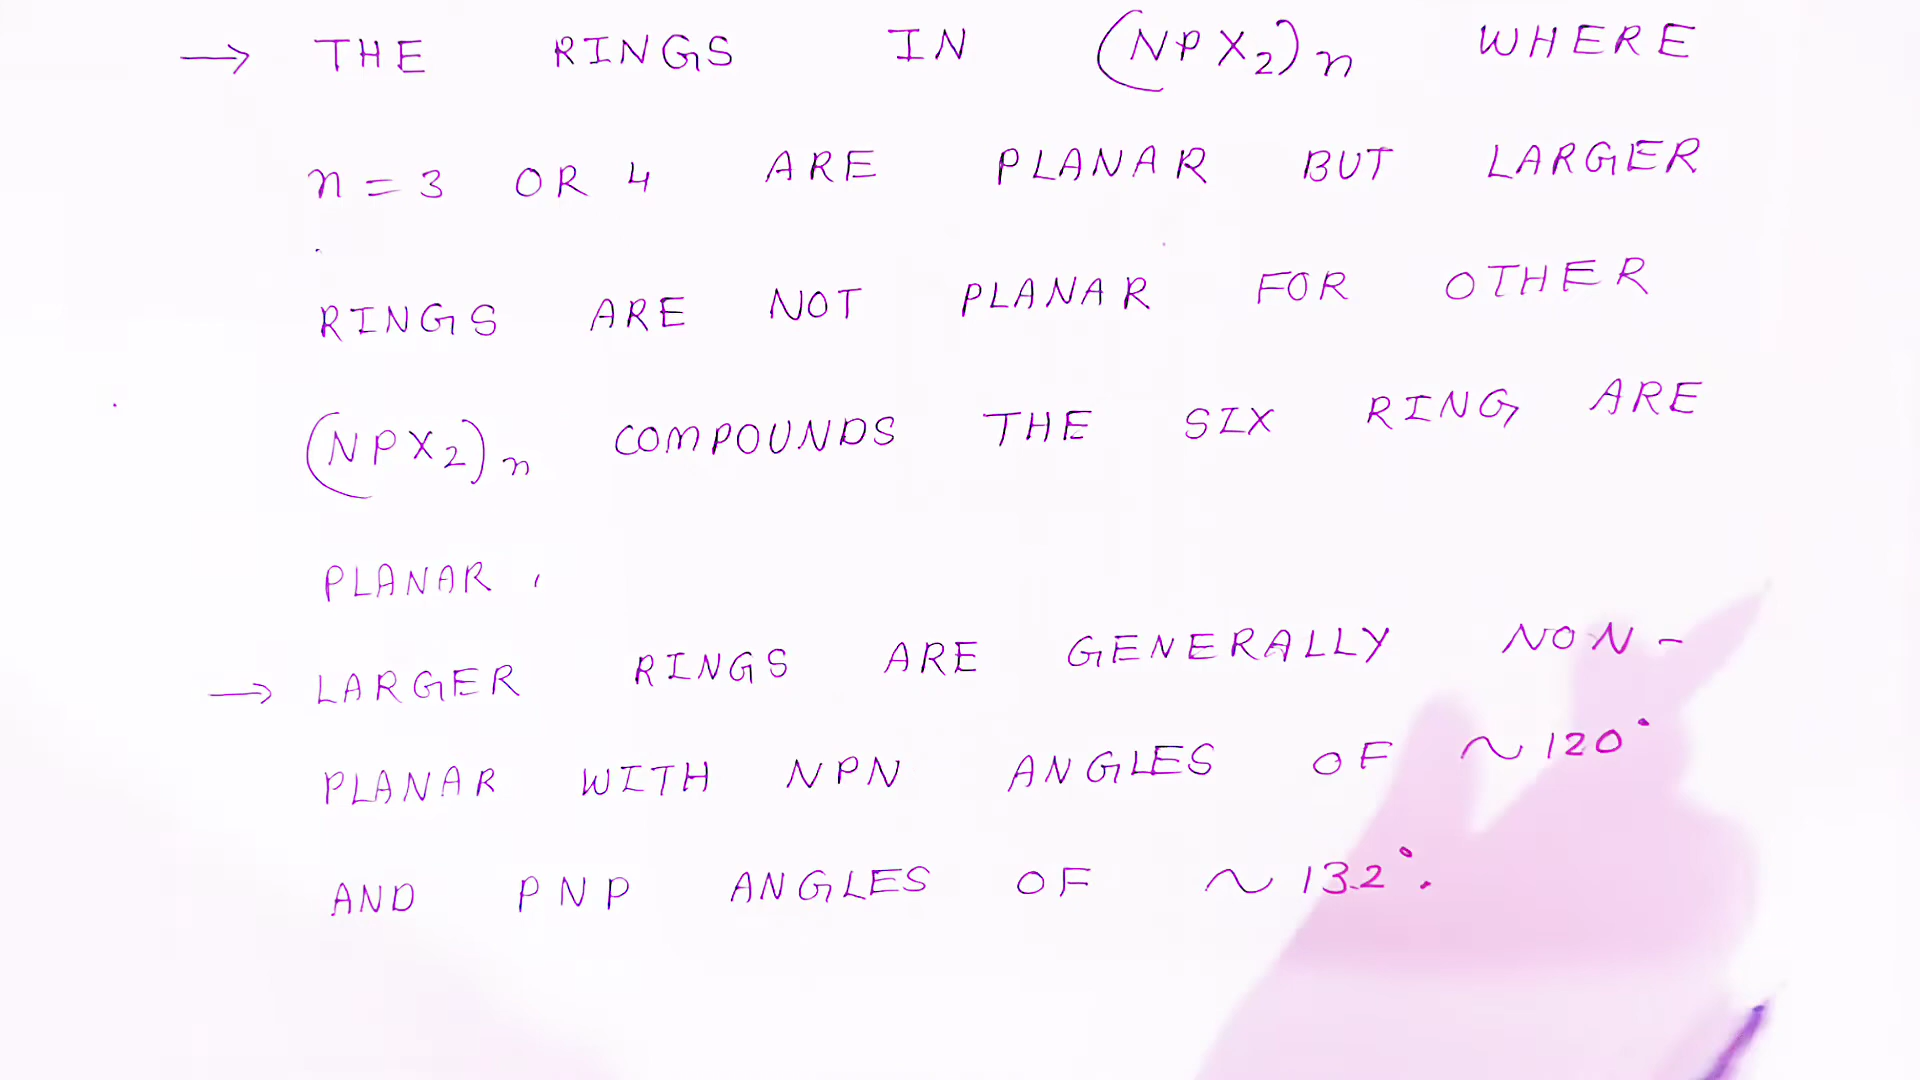 → THE RINGS IN (NPX₂)ₙ WHERE
n = 3 OR 4 ARE PLANAR BUT LARGER
RINGS ARE NOT PLANAR FOR OTHER
(NPX₂)ₙ COMPOUNDS THE SIX RING ARE
PLANAR.
→ LARGER RINGS ARE GENERALLY NON-
PLANAR WITH NPN ANGLES OF ~120°
AND PNP ANGLES OF ~132°.